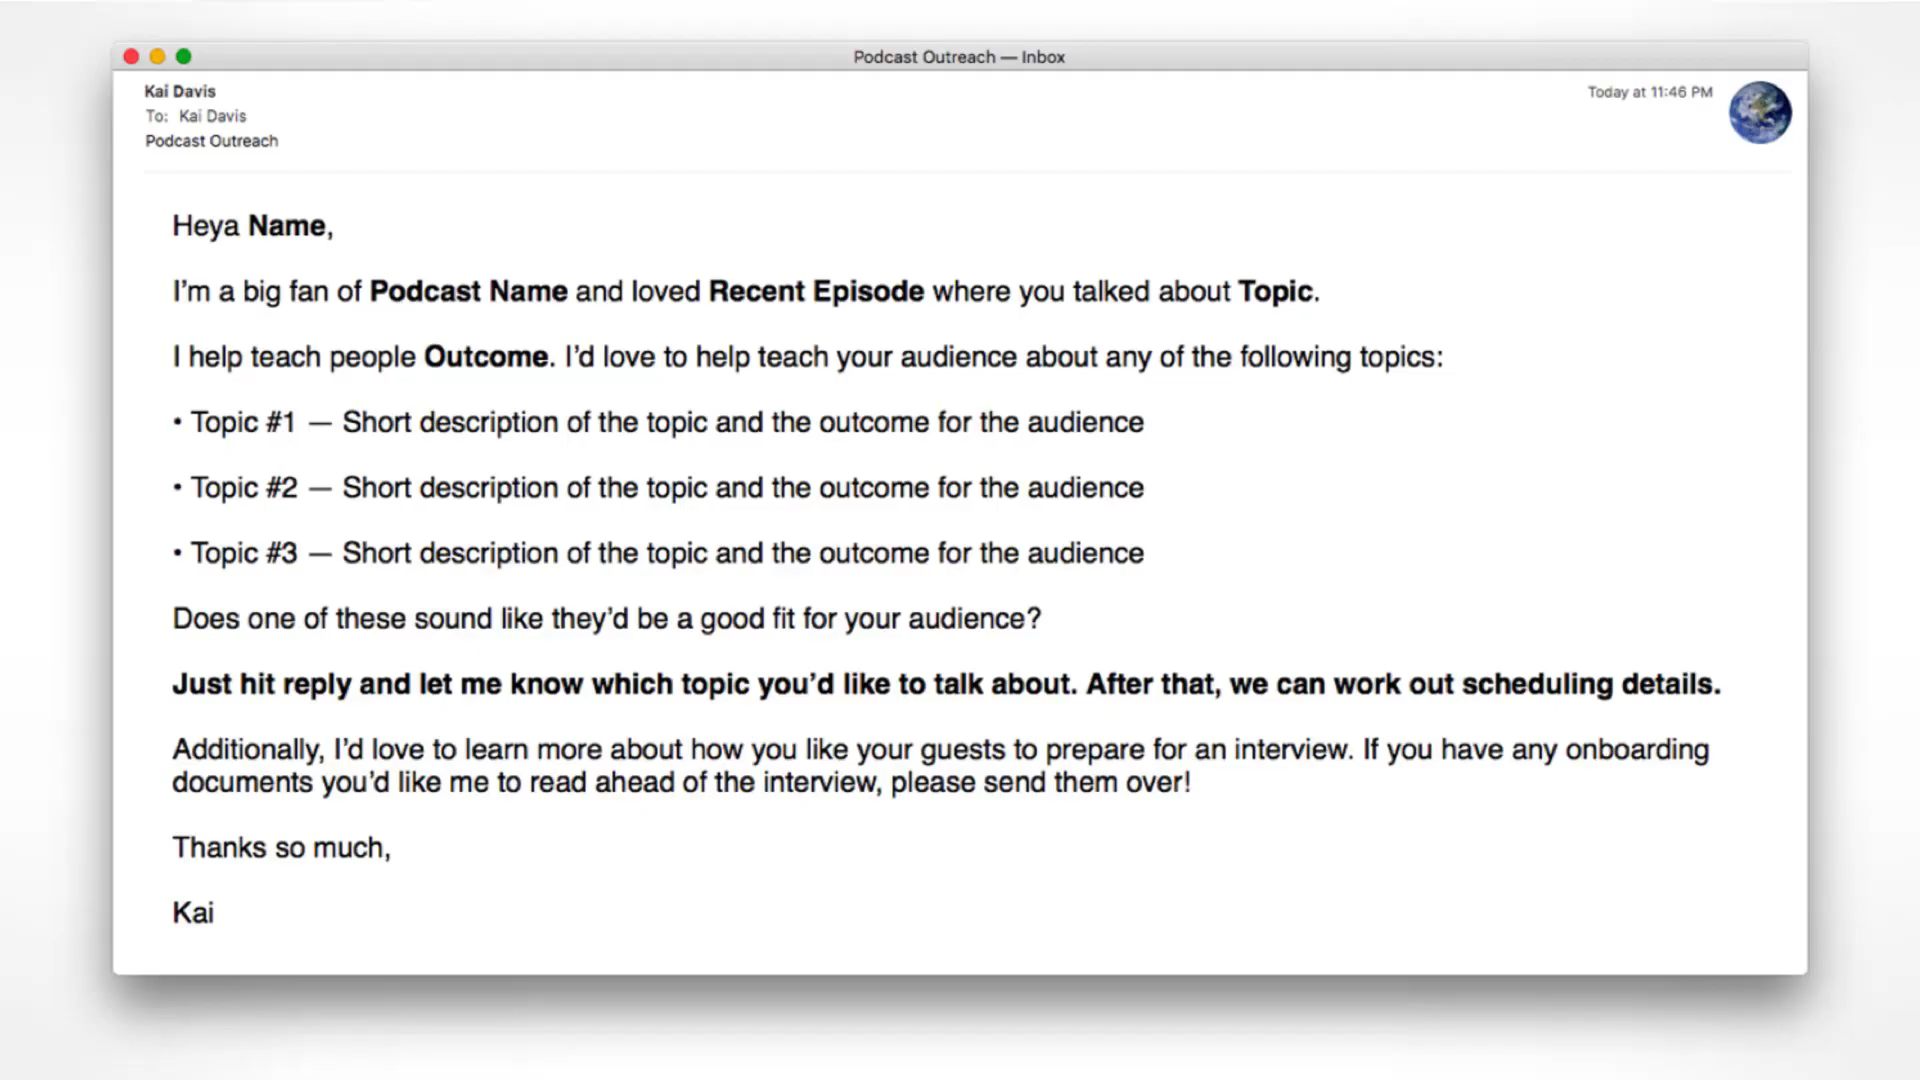 Podcast Outreach — Inbox
Kai Davis
Today at 11:46 PM
To: Kai Davis
Podcast Outreach
Heya Name,
I’m a big fan of Podcast Name and loved Recent Episode where you talked about Topic.
I help teach people Outcome. I’d love to help teach your audience about any of the following topics:
• Topic #1 — Short description of the topic and the outcome for the audience
• Topic #2 — Short description of the topic and the outcome for the audience
• Topic #3 — Short description of the topic and the outcome for the audience
Does one of these sound like they’d be a good fit for your audience?
Just hit reply and let me know which topic you’d like to talk about. After that, we can work out scheduling details.
Additionally, I’d love to learn more about how you like your guests to prepare for an interview. If you have any onboarding
documents you’d like me to read ahead of the interview, please send them over!
Thanks so much,
Kai